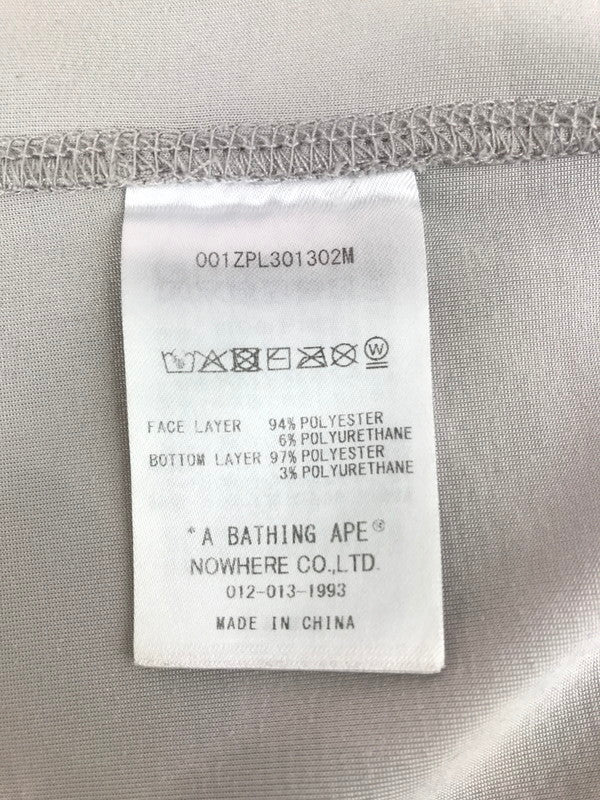 001ZPL301302M
W
FACE LAYER 94% POLYESTER
6% POLYURETHANE
BOTTOM LAYER 97% POLYESTER
3% POLYURETHANE
"A BATHING APE®
NOWHERE CO.,LTD.
012-013-1993
MADE IN CHINA